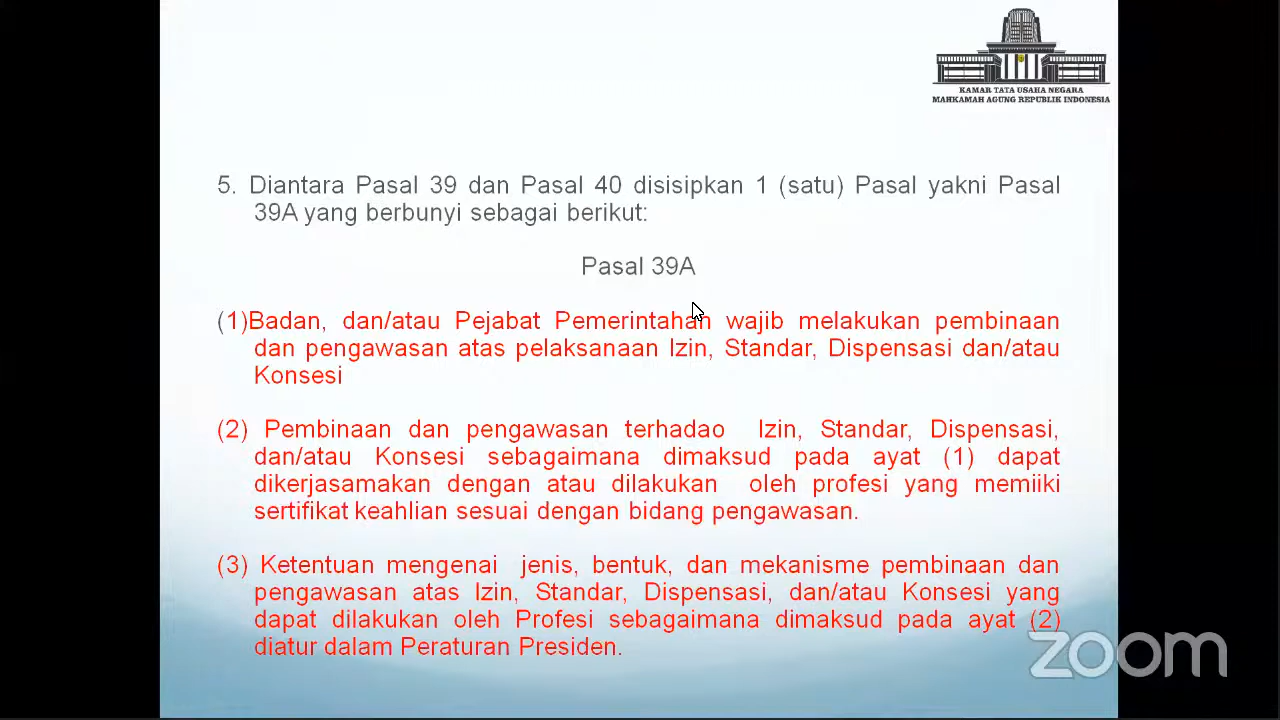 KAMAR TATA USAHA NEGARA
MAHKAMAH AGUNG REPUBLIK INDONESIA
5. Diantara Pasal 39 dan Pasal 40 disisipkan 1 (satu) Pasal yakni Pasal
39A yang berbunyi sebagai berikut:
Pasal 39A
(1)Badan, dan/atau Pejabat Pemerintahan wajib melakukan pembinaan
dan pengawasan atas pelaksanaan Izin, Standar, Dispensasi dan/atau
Konsesi
(2) Pembinaan dan pengawasan terhadao Izin, Standar, Dispensasi,
dan/atau Konsesi sebagaimana dimaksud pada ayat (1) dapat
dikerjasamakan dengan atau dilakukan oleh profesi yang memiiki
sertifikat keahlian sesuai dengan bidang pengawasan.
(3) Ketentuan mengenai jenis, bentuk, dan mekanisme pembinaan dan
pengawasan atas Izin, Standar, Dispensasi, dan/atau Konsesi yang
dapat dilakukan oleh Profesi sebagaimana dimaksud pada ayat (2)
diatur dalam Peraturan Presiden.
zoom